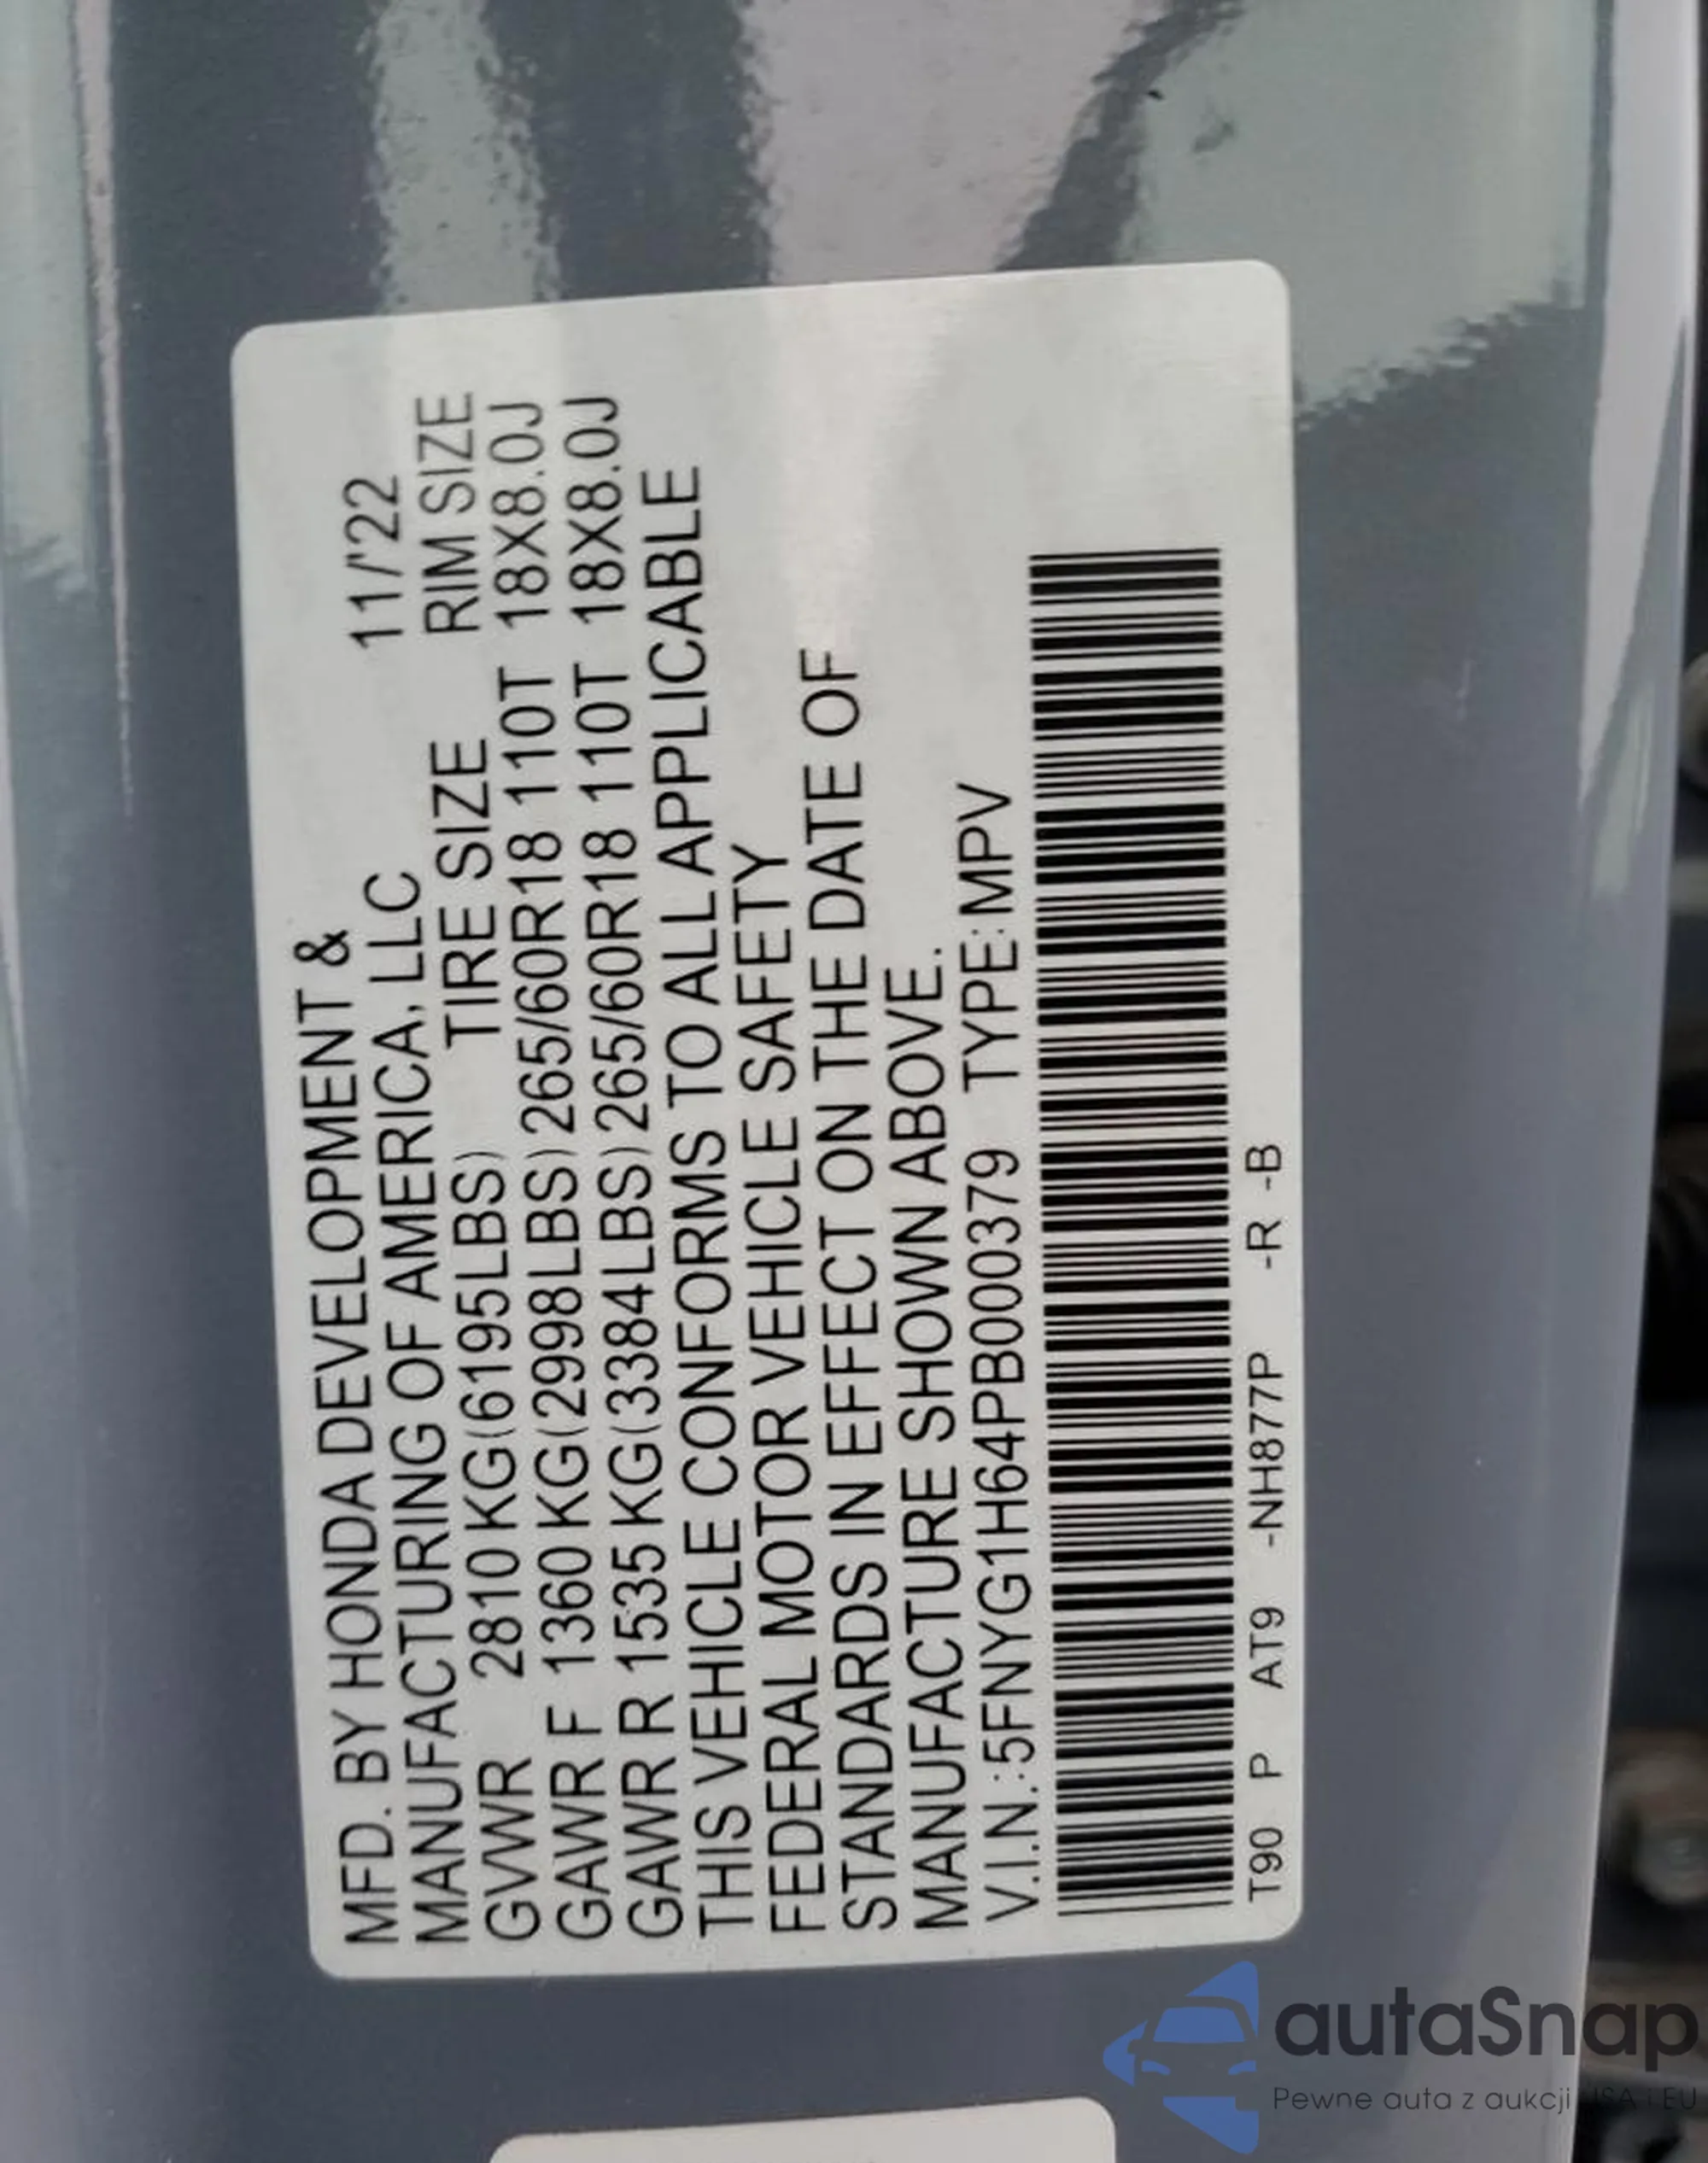 MFD. BY HONDA DEVELOPMENT &
MANUFACTURING OF AMERICA, LLC 11/'22
GVWR 2810 KG(6195LBS) TIRE SIZE RIM SIZE
GAWR F 1360 KG(2998LBS) 265/60R18 110T 18X8.0J
GAWR R 1535 KG(3384LBS) 265/60R18 110T 18X8.0J
THIS VEHICLE CONFORMS TO ALL APPLICABLE
FEDERAL MOTOR VEHICLE SAFETY
STANDARDS IN EFFECT ON THE DATE OF
MANUFACTURE SHOWN ABOVE.
V.I.N.:5FNYG1H64PB000379 TYPE:MPV
T90 P AT9 -NH877P -R -B
autaSnap
Pewne auta z aukcji USA i EU